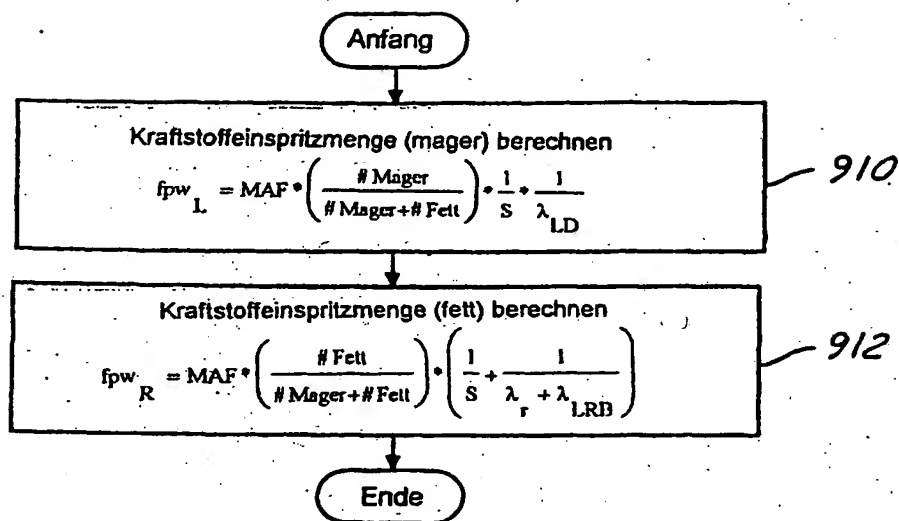 Anfang
Kraftstoffeinspritzmenge (mager) berechnen
fpw_L = MAF * ( # Mager / # Mager + # Fett ) * 1/S * 1/λ_LD
910
Kraftstoffeinspritzmenge (fett) berechnen
fpw_R = MAF * ( # Fett / # Mager + # Fett ) * ( 1/S + 1/λ_r + λ_LRB )
912
Ende